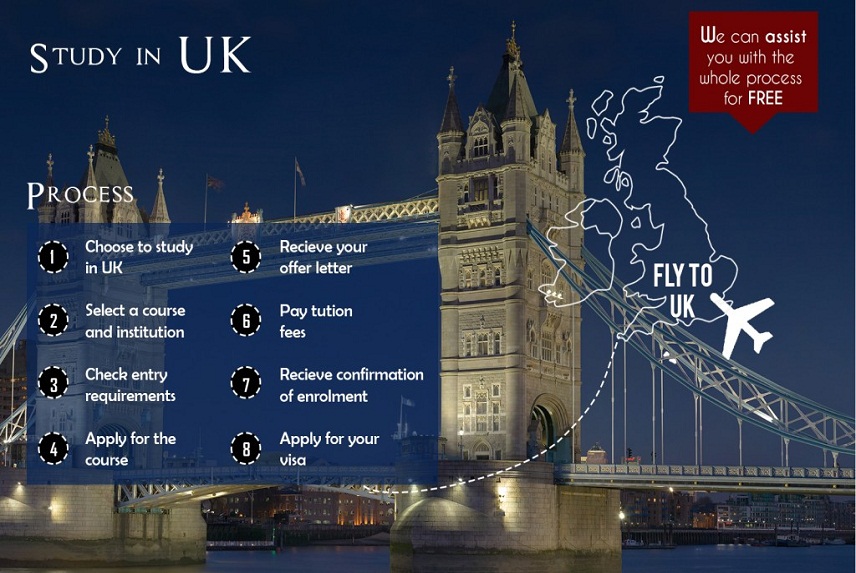 STUDY IN UK
We can assist
you with the
whole process
for FREE
PROCESS
1 Choose to study
in UK
2 Select a course
and institution
3 Check entry
requirements
4 Apply for the
course
5 Recieve your
offer letter
6 Pay tution
fees
7 Recieve confirmation
of enrolment
8 Apply for your
visa
FLY TO
UK